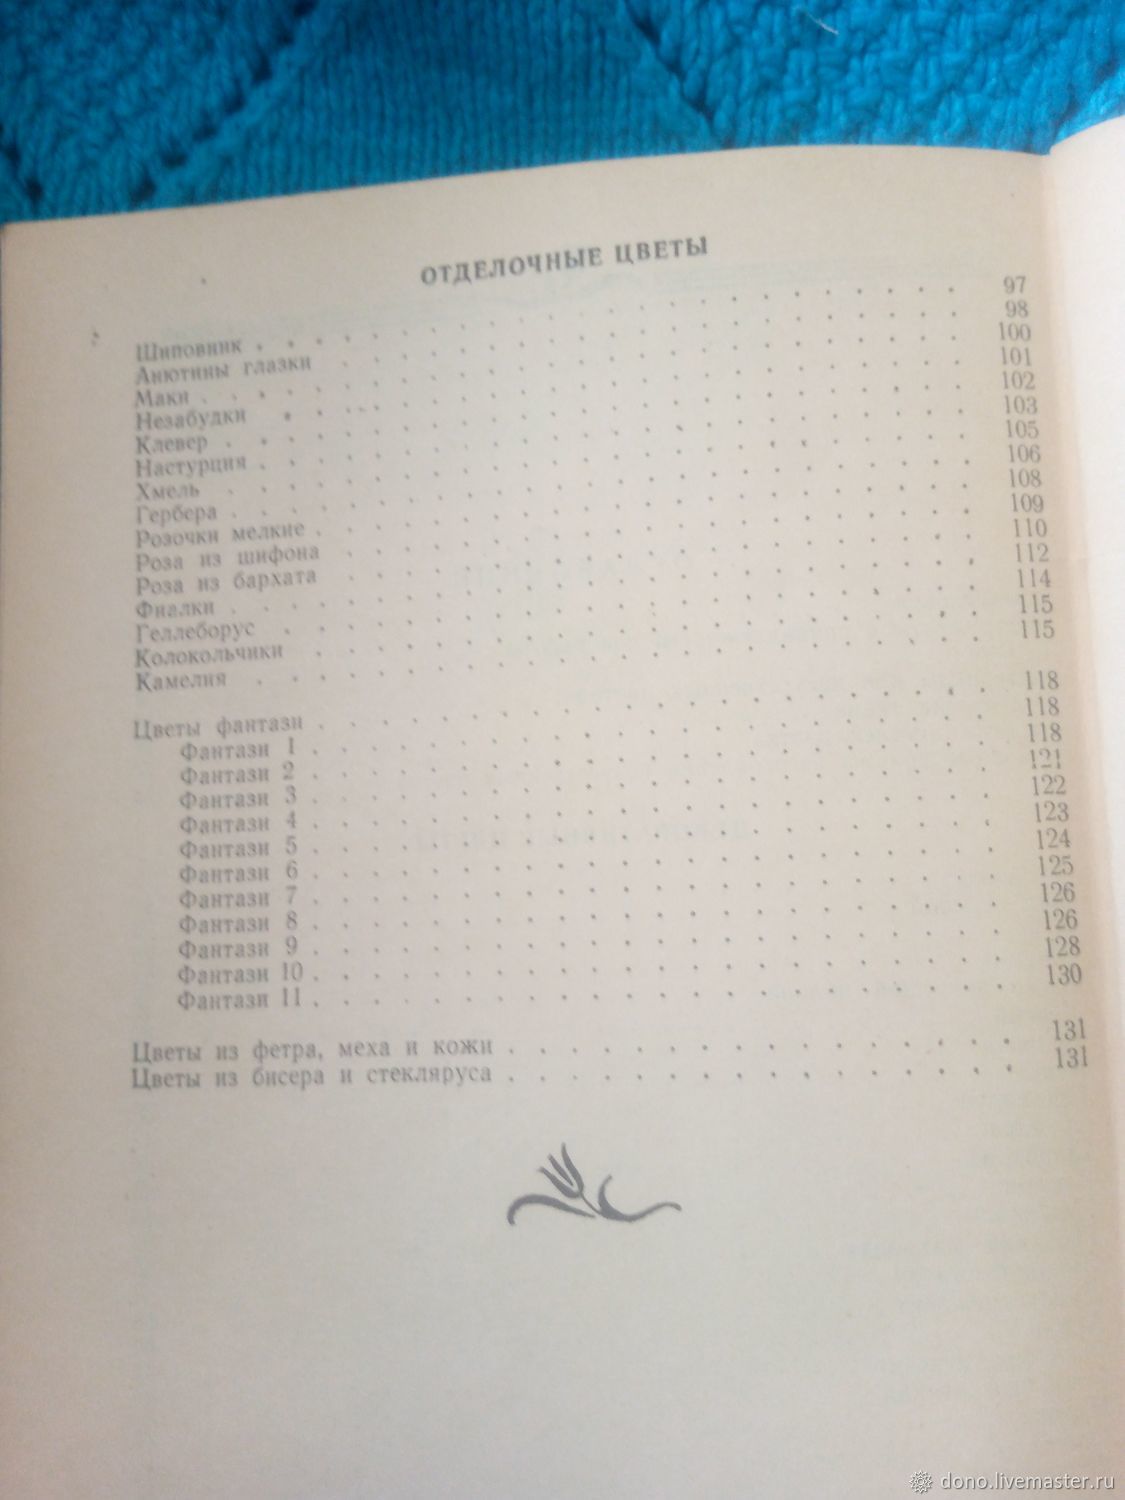 ОТДЕЛОЧНЫЕ ЦВЕТЫ
Шиповник . . . . . . . . . . . . . . . . 97
Анютины глазки . . . . . . . . . . . . . . . . 98
Маки . . . . . . . . . . . . . . . . 100
Незабудки . . . . . . . . . . . . . . . . 101
Клевер . . . . . . . . . . . . . . . . 102
Настурция . . . . . . . . . . . . . . . . 103
Хмель . . . . . . . . . . . . . . . . 105
Гербера . . . . . . . . . . . . . . . . 106
Розочки мелкие . . . . . . . . . . . . . . . . 108
Роза из шифона . . . . . . . . . . . . . . . . 109
Роза из бархата . . . . . . . . . . . . . . . . 110
Фиалки . . . . . . . . . . . . . . . . 112
Геллеборус . . . . . . . . . . . . . . . . 114
Колокольчики . . . . . . . . . . . . . . . . 115
Камелия . . . . . . . . . . . . . . . . 115
Цветы фантази . . . . . . . . . . . . . . . . 118
Фантази 1 . . . . . . . . . . . . . . . . 118
Фантази 2 . . . . . . . . . . . . . . . . 118
Фантази 3 . . . . . . . . . . . . . . . . 121
Фантази 4 . . . . . . . . . . . . . . . . 122
Фантази 5 . . . . . . . . . . . . . . . . 123
Фантази 6 . . . . . . . . . . . . . . . . 124
Фантази 7 . . . . . . . . . . . . . . . . 125
Фантази 8 . . . . . . . . . . . . . . . . 126
Фантази 9 . . . . . . . . . . . . . . . . 126
Фантази 10 . . . . . . . . . . . . . . . . 128
Фантази 11 . . . . . . . . . . . . . . . . 130
Цветы из фетра, меха и кожи . . . . . . . . . . . . . . . . 131
Цветы из бисера и стекляруса . . . . . . . . . . . . . . . . 131
dono.livemaster.ru